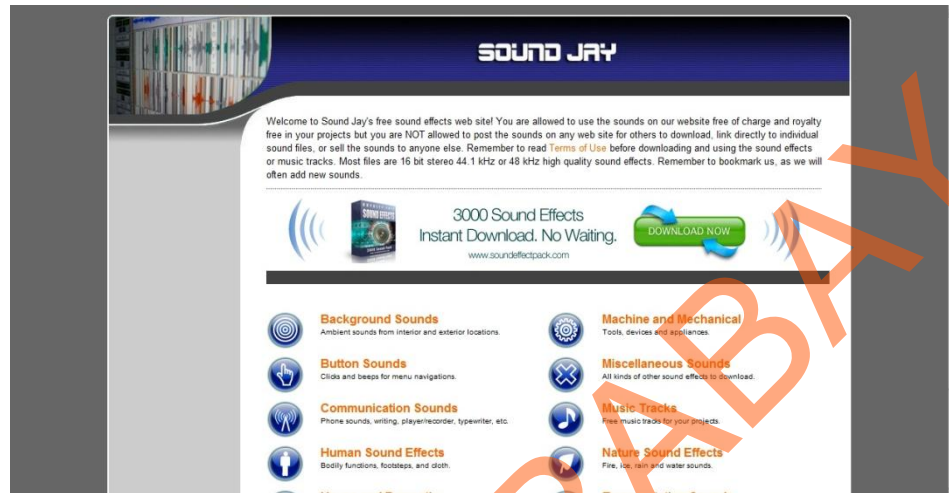 SOUND JAY
Welcome to Sound Jay's free sound effects web site! You are allowed to use the sounds on our website free of charge and royalty
free in your projects but you are NOT allowed to post the sounds on any web site for others to download, link directly to individual
sound files, or sell the sounds to anyone else. Remember to read Terms of Use before downloading and using the sound effects
or music tracks. Most files are 16 bit stereo 44.1 kHz or 48 kHz high quality sound effects. Remember to bookmark us, as we will
often add new sounds.
SOUND EFFECTS
3000 Sound Effects
Instant Download. No Waiting.
www.soundeffectpack.com
DOWNLOAD NOW
Background Sounds
Ambient sounds from interior and exterior locations.
Machine and Mechanical
Tools, devices and appliances.
Button Sounds
Clicks and beeps for menu navigations.
Miscellaneous Sounds
All kinds of other sound effects to download.
Communication Sounds
Phone sounds, writing, player/recorder, typewriter, etc.
Music Tracks
Free music tracks for your projects.
Human Sound Effects
Bodily functions, footsteps, and cloth.
Nature Sound Effects
Fire, ice, rain and water sounds.
ABAY